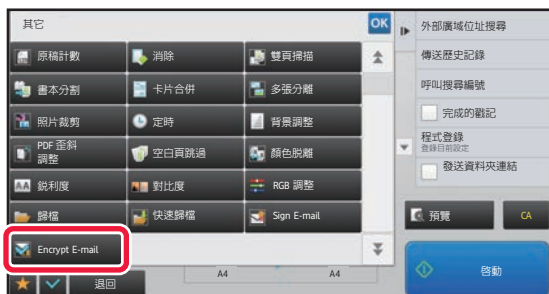 其它
OK
原稿計數
消除
雙頁掃描
書本分割
卡片合併
多張分離
照片裁剪
定時
背景調整
PDF 歪斜
調整
空白頁跳過
顏色脫離
銳利度
對比度
RGB 調整
歸檔
快速歸檔
Sign E-mail
Encrypt E-mail
退回
A4
A4
外部廣域位址搜尋
傳送歷史記錄
呼叫搜尋編號
完成的戳記
程式登錄
登錄目前設定
發送資料夾連結
預覽
CA
啓動